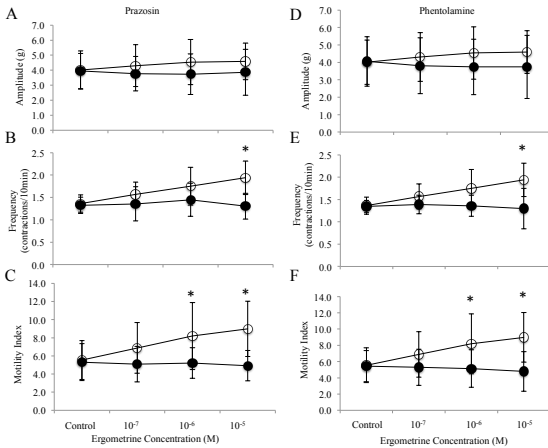 Prazosin
A
Amplitude (g)
7.0
6.0
5.0
4.0
3.0
2.0
1.0
0.0
B
Frequency
(contractions/10min)
2.5
2.0
1.5
1.0
0.5
0.0
*
C
Motility Index
14.0
12.0
10.0
8.0
6.0
4.0
2.0
0.0
* *
Control 10-7 10-6 10-5
Ergometrine Concentration (M)
Phentolamine
D
Amplitude (g)
7.0
6.0
5.0
4.0
3.0
2.0
1.0
0.0
E
Frequency
(contractions/10min)
2.5
2.0
1.5
1.0
0.5
0.0
*
F
Motility Index
14.0
12.0
10.0
8.0
6.0
4.0
2.0
0.0
* *
Control 10-7 10-6 10-5
Ergometrine Concentration (M)